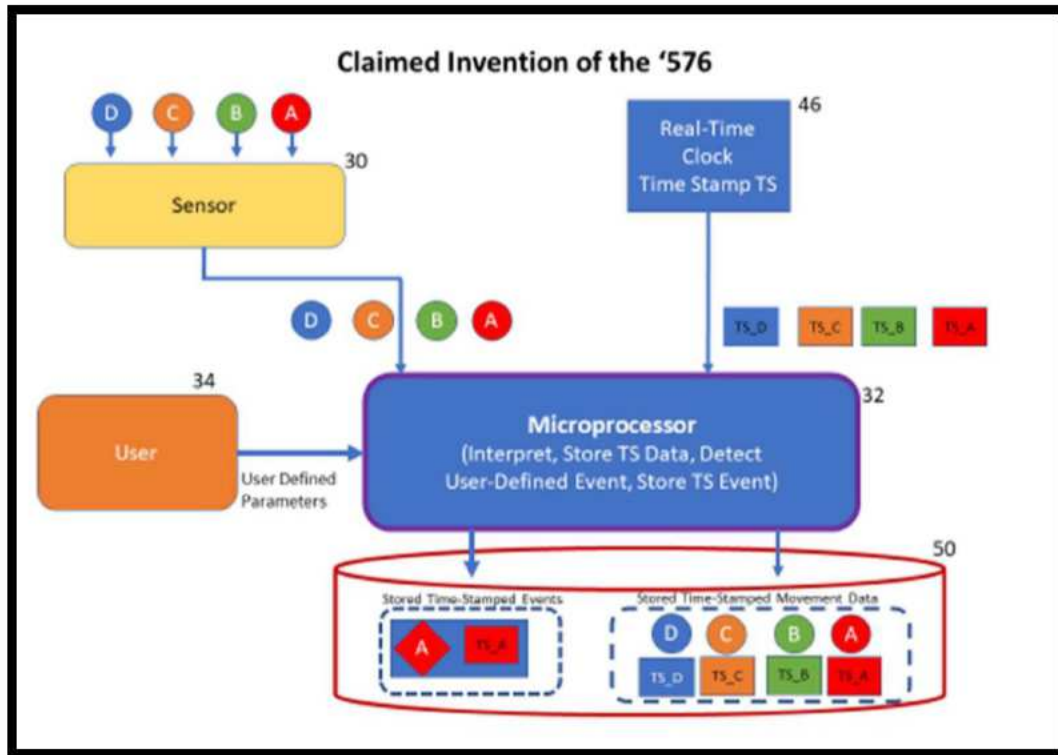 Claimed Invention of the ‘576
D C B A
30
Sensor
46
Real-Time
Clock
Time Stamp TS
D C B A
TS_D TS_C TS_B TS_A
34
User
User Defined
Parameters
32
Microprocessor
(Interpret, Store TS Data, Detect
User-Defined Event, Store TS Event)
50
Stored Time-Stamped Events
A TS_A
Stored Time-Stamped Movement Data
D C B A
TS_D TS_C TS_B TS_A